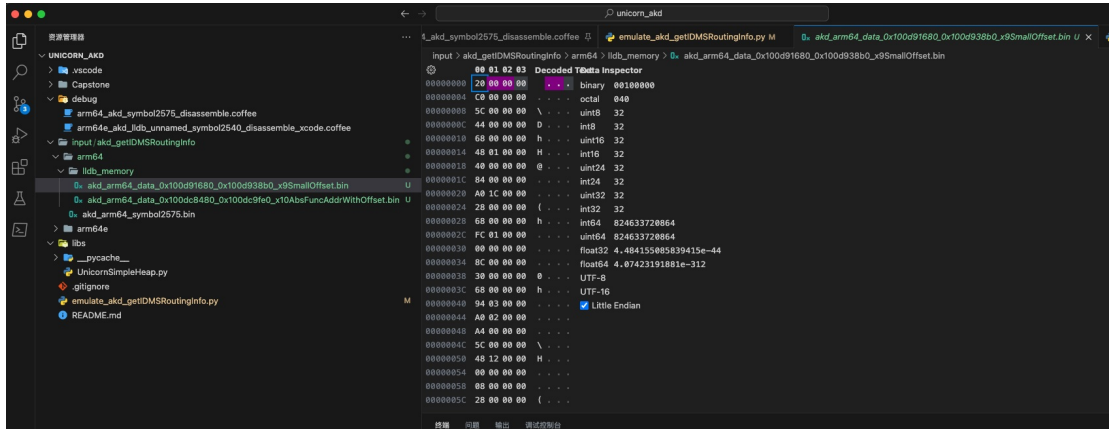 unicorn_akd
资源管理器
UNICORN_AKD
.vscode
Capstone
debug
arm64_akd_symbol2575_disassemble.coffee
arm64e_akd_lldb_unnamed_symbol2540_disassemble_xcode.coffee
input/akd_getIDMSRoutingInfo
arm64
lldb_memory
akd_arm64_data_0x100d91680_0x100d938b0_x9SmallOffset.bin U
akd_arm64_data_0x100dc8480_0x100dc9fe0_x10AbsFuncAddrWithOffset.bin U
akd_arm64_symbol2575.bin
arm64e
libs
__pycache__
UnicornSimpleHeap.py
.gitignore
emulate_akd_getIDMSRoutingInfo.py M
README.md
4_akd_symbol2575_disassemble.coffee emulate_akd_getIDMSRoutingInfo.py M akd_arm64_data_0x100d91680_0x100d938b0_x9SmallOffset.bin U
input > akd_getIDMSRoutingInfo > arm64 > lldb_memory > akd_arm64_data_0x100d91680_0x100d938b0_x9SmallOffset.bin
00 01 02 03 Decoded Text Data Inspector
00000000 20 00 00 00 . . . binary 00100000
00000004 C0 00 00 00 . . . . octal 040
00000008 5C 00 00 00 \ . . . uint8 32
0000000C 44 00 00 00 D . . . int8 32
00000010 68 00 00 00 h . . . uint16 32
00000014 48 01 00 00 H . . . int16 32
00000018 40 00 00 00 @ . . . uint24 32
0000001C 84 00 00 00 . . . . int24 32
00000020 A0 1C 00 00 . . . . uint32 32
00000024 28 00 00 00 ( . . . int32 32
00000028 68 00 00 00 h . . . int64 824633720864
0000002C FC 01 00 00 . . . . uint64 824633720864
00000030 00 00 00 00 . . . . float32 4.484155085839415e-44
00000034 8C 00 00 00 . . . . float64 4.07423191881e-312
00000038 30 00 00 00 0 . . . UTF-8
0000003C 68 00 00 00 h . . . UTF-16
00000040 94 03 00 00 . . . . Little Endian
00000044 A0 02 00 00 . . . .
00000048 A4 00 00 00 . . . .
0000004C 5C 00 00 00 \ . . .
00000050 48 12 00 00 H . . .
00000054 00 00 00 00 . . . .
00000058 08 00 00 00 . . . .
0000005C 28 00 00 00 ( . . .
终端 问题 输出 调试控制台